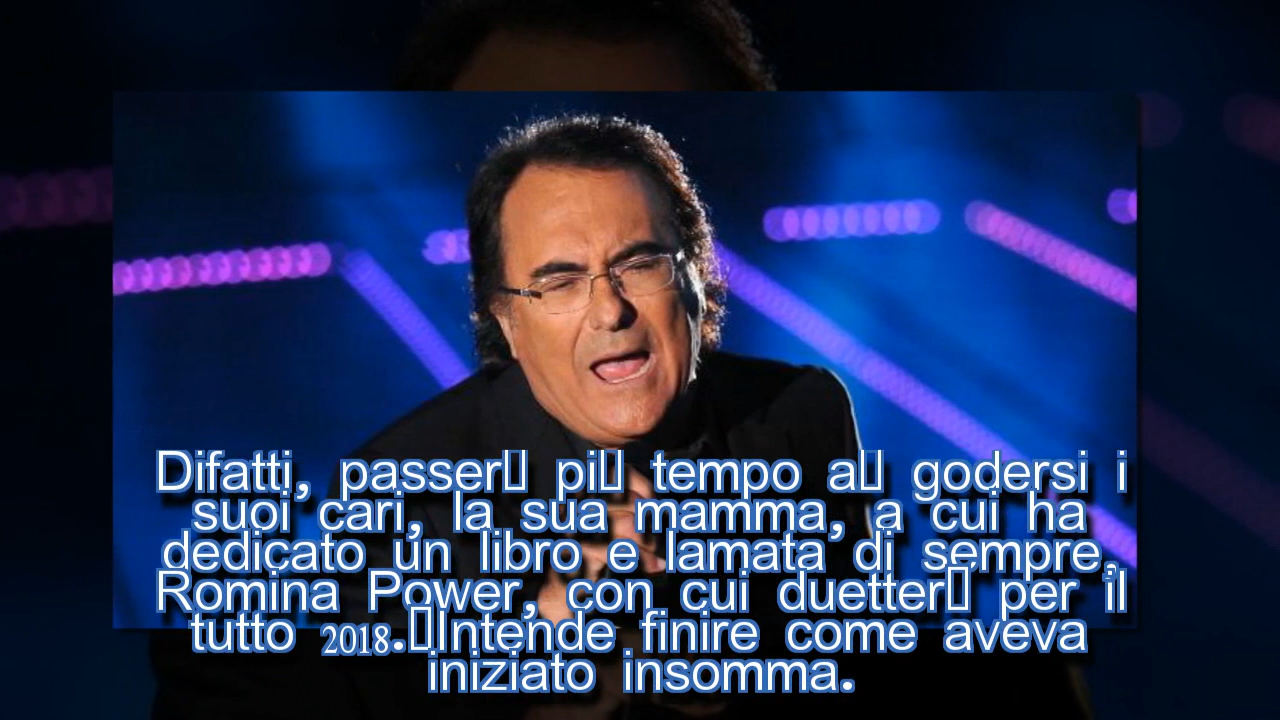 Difatti, passer▯ pi▯ tempo a▯ godersi i
suoi cari, la sua mamma, a cui ha
dedicato un libro e lamata di sempre,
Romina Power, con cui duetter▯ per il
tutto 2018.▯Intende finire come aveva
iniziato insomma.